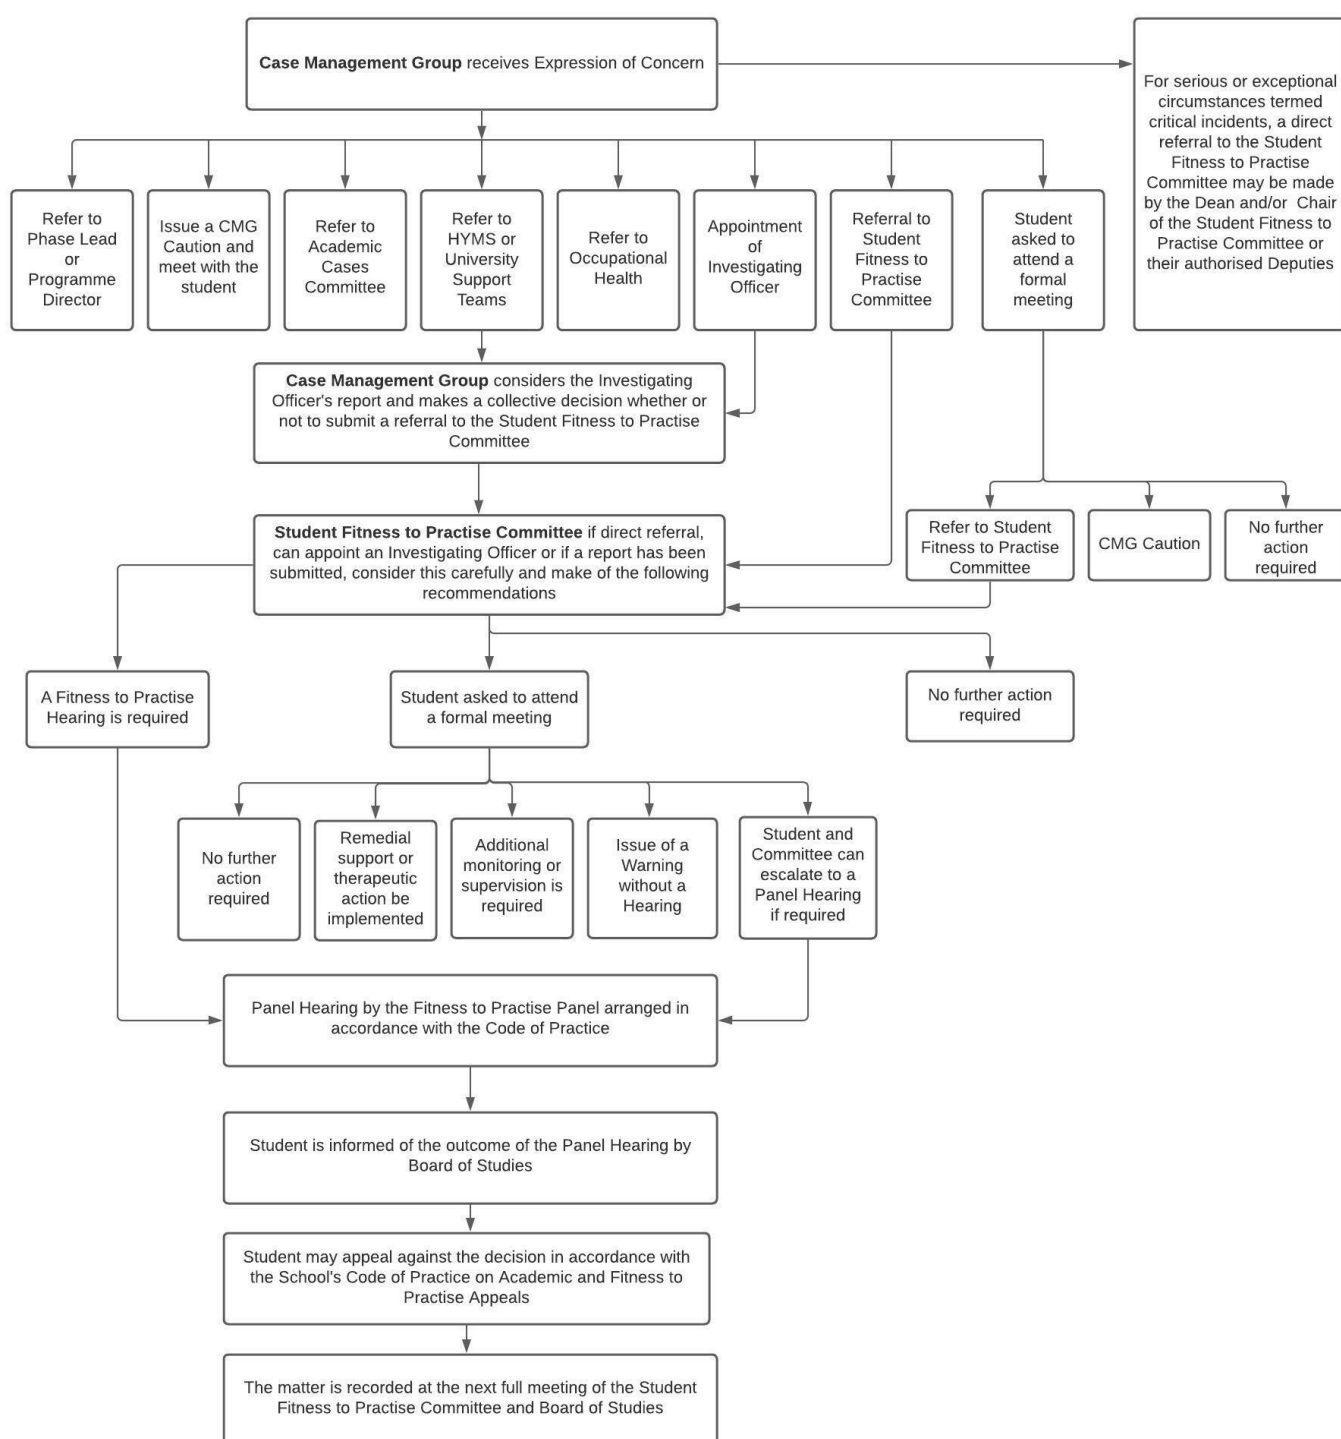 Case Management Group receives Expression of Concern
For serious or exceptional
circumstances termed
critical incidents, a direct
referral to the Student
Fitness to Practise
Committee may be made
by the Dean and/or Chair
of the Student Fitness to
Practise Committee or
their authorised Deputies
Refer to
Phase Lead
or
Programme
Director
Issue a CMG
Caution and
meet with the
student
Refer to
Academic
Cases
Committee
Refer to
HYMS or
University
Support
Teams
Refer to
Occupational
Health
Appointment
of
Investigating
Officer
Referral to
Student
Fitness to
Practise
Committee
Student
asked to
attend a
formal
meeting
Case Management Group considers the Investigating
Officer's report and makes a collective decision whether or
not to submit a referral to the Student Fitness to Practise
Committee
Student Fitness to Practise Committee if direct referral,
can appoint an Investigating Officer or if a report has been
submitted, consider this carefully and make of the following
recommendations
Refer to Student
Fitness to Practise
Committee
CMG Caution
No further
action
required
A Fitness to Practise
Hearing is required
Student asked to attend
a formal meeting
No further action
required
No further
action
required
Remedial
support or
therapeutic
action be
implemented
Additional
monitoring or
supervision is
required
Issue of a
Warning
without a
Hearing
Student and
Committee can
escalate to a
Panel Hearing
if required
Panel Hearing by the Fitness to Practise Panel arranged in
accordance with the Code of Practice
Student is informed of the outcome of the Panel Hearing by
Board of Studies
Student may appeal against the decision in accordance with
the School's Code of Practice on Academic and Fitness to
Practise Appeals
The matter is recorded at the next full meeting of the Student
Fitness to Practise Committee and Board of Studies